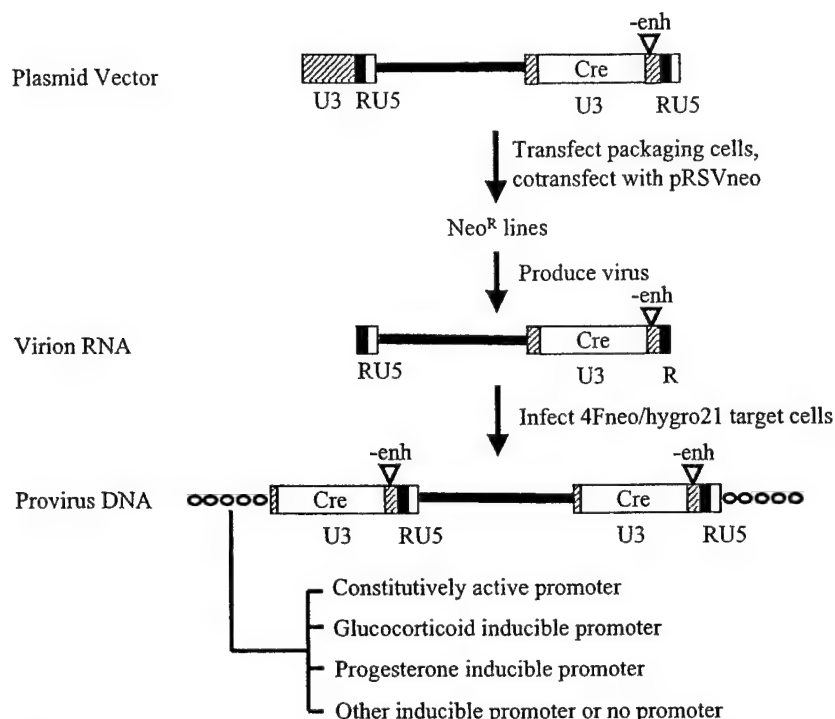 -enh
Plasmid Vector
Cre
U3 RU5 U3 RU5
Transfect packaging cells,
cotransfect with pRSVneo
Neoᴿ lines
Produce virus
-enh
Virion RNA
Cre
RU5 U3 R
Infect 4Fneo/hygro21 target cells
-enh -enh
Provirus DNA
Cre Cre
U3 RU5 U3 RU5
Constitutively active promoter
Glucocorticoid inducible promoter
Progesterone inducible promoter
Other inducible promoter or no promoter